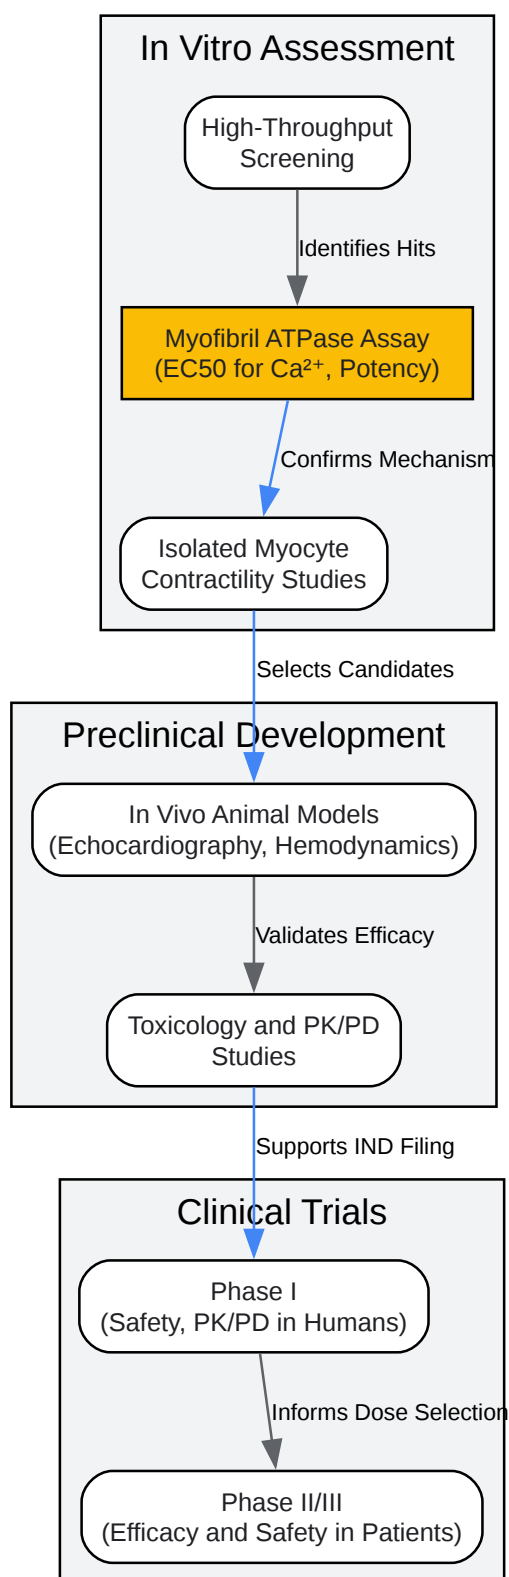 In Vitro Assessment
High-Throughput
Screening
Identifies Hits
Myofibril ATPase Assay
(EC50 for Ca²⁺, Potency)
Confirms Mechanism
Isolated Myocyte
Contractility Studies
Selects Candidates
Preclinical Development
In Vivo Animal Models
(Echocardiography, Hemodynamics)
Validates Efficacy
Toxicology and PK/PD
Studies
Supports IND Filing
Clinical Trials
Phase I
(Safety, PK/PD in Humans)
Informs Dose Selection
Phase II/III
(Efficacy and Safety in Patients)